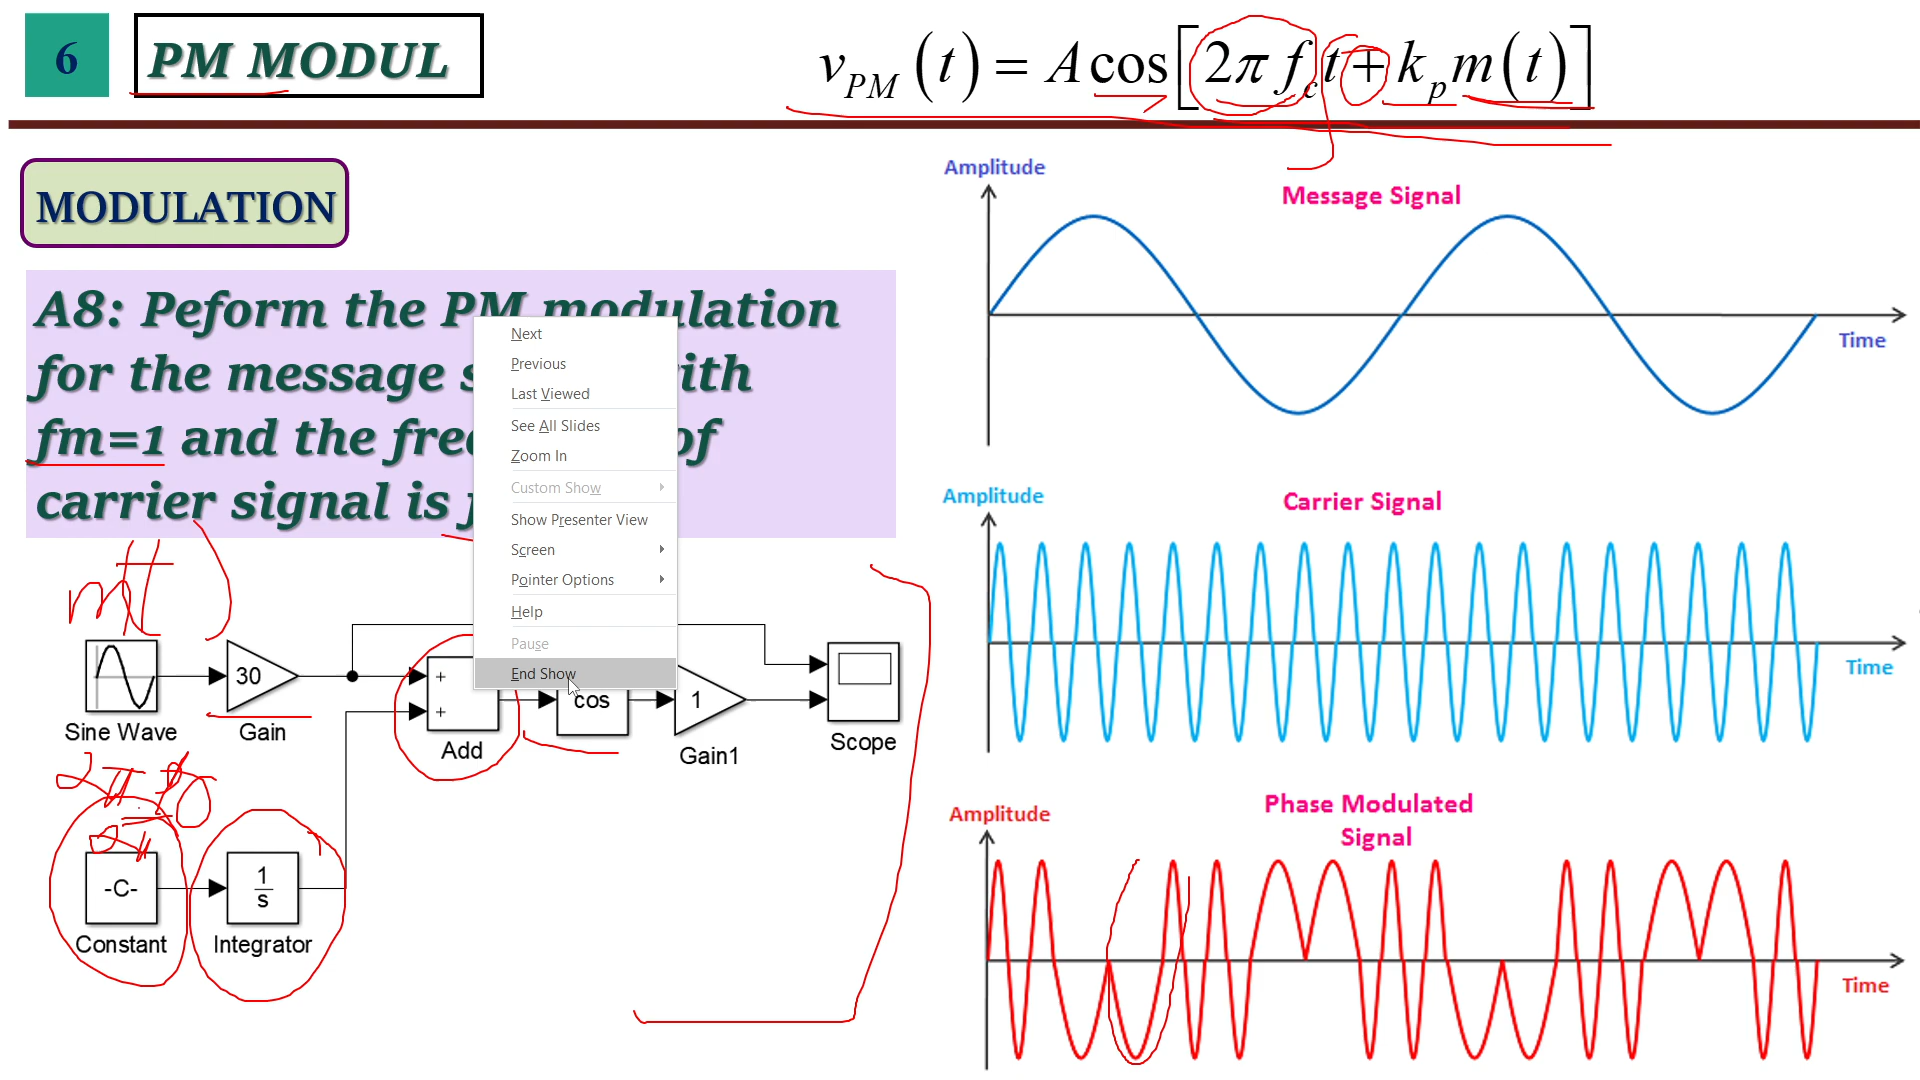 6
PM MODUL
v_PM (t) = A cos[2π f_c t + k_p m(t)]
MODULATION
A8: Peform the PM modulation
for the message s ith
fm=1 and the fre of
carrier signal is
Next
Previous
Last Viewed
See All Slides
Zoom In
Custom Show
Show Presenter View
Screen
Pointer Options
Help
Pause
End Show
m(t)
30
Sine Wave
Gain
+
+
Add
cos
1
Gain1
Scope
2π
-C-
1
s
Constant
Integrator
Amplitude
Message Signal
Time
Amplitude
Carrier Signal
Time
Amplitude
Phase Modulated
Signal
Time